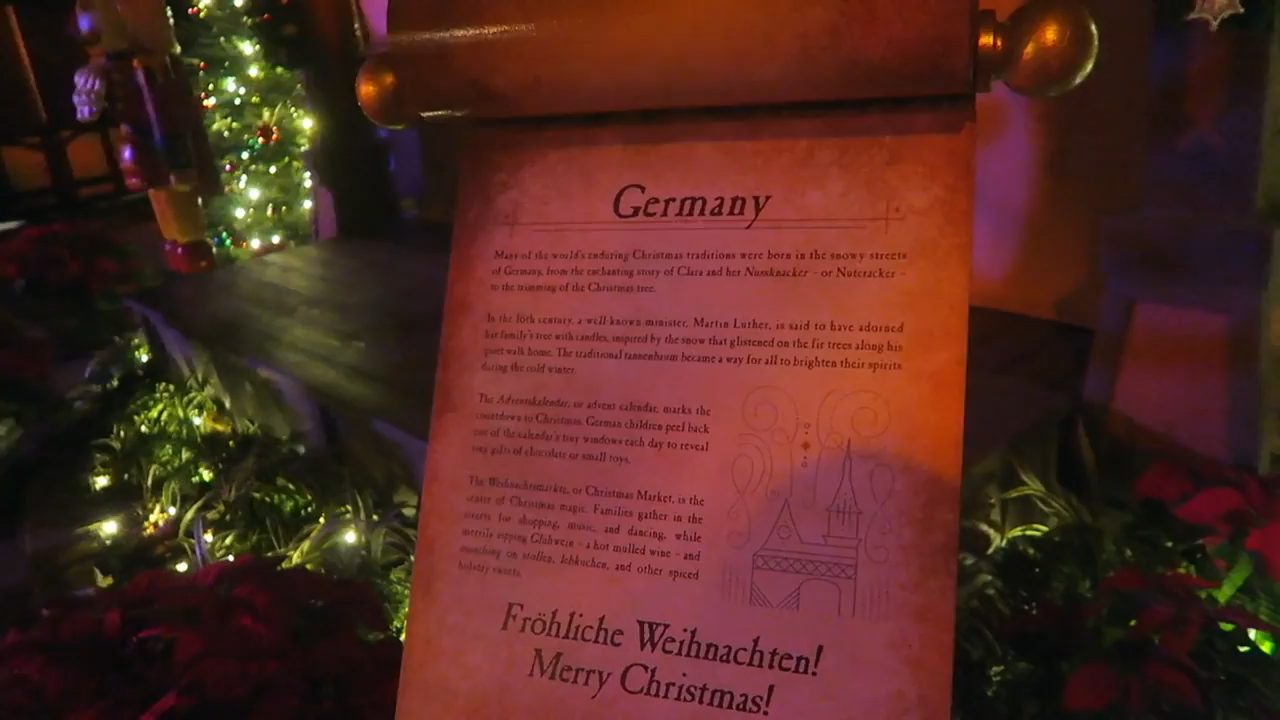 Germany
Many of the world's enduring Christmas traditions were born in the snowy streets
of Germany, from the enchanting story of Clara and her Nussknacker - or Nutcracker -
to the trimming of the Christmas tree.
In the 16th century, a well-known minister, Martin Luther, is said to have adorned
his family's tree with candles, inspired by the snow that glistened on the fir trees along his
quiet walk home. The traditional tannenbaum became a way for all to brighten their spirits
during the cold winter.
The Adventskalendar, or advent calendar, marks the
countdown to Christmas. German children peel back
one of the calendar's tiny windows each day to reveal
tiny gifts of chocolate or small toys.
The Weihnachtsmarkt, or Christmas Market, is the
center of Christmas magic. Families gather in the
streets for shopping, music, and dancing, while
merrily sipping Glühwein - a hot mulled wine - and
munching on stollen, lebkuchen, and other spiced
holiday sweets.
Fröhliche Weihnachten!
Merry Christmas!